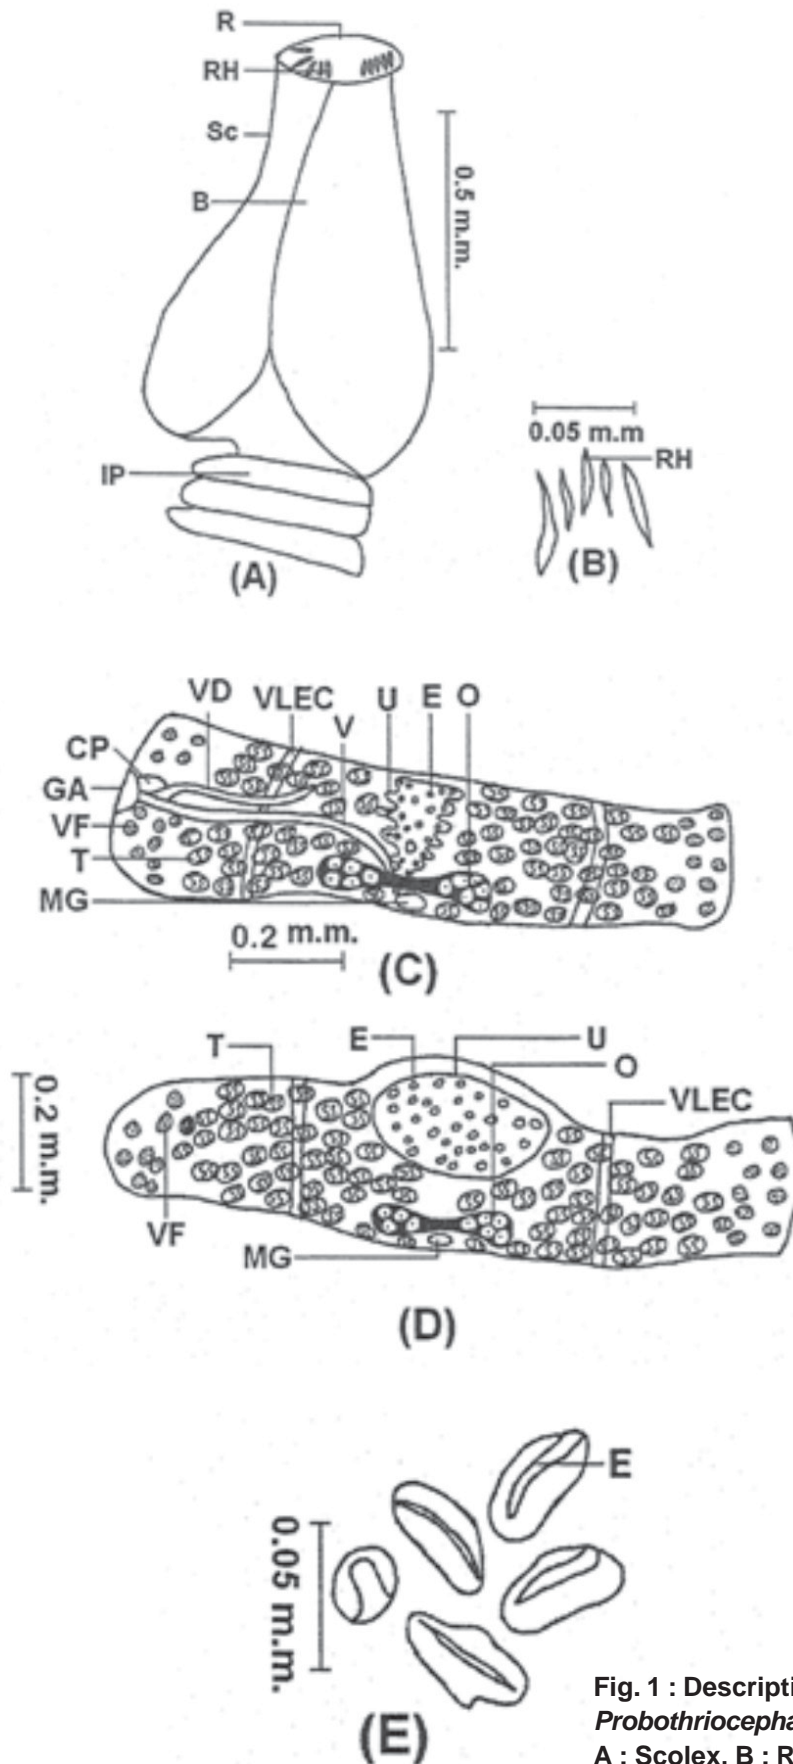 R
RH
Sc
B
0.5 m.m.
IP
(A)
0.05 m.m
RH
(B)
VD
VLEC
V
U
E
O
CP
GA
VF
T
MG
0.2 m.m.
(C)
T
E
U
O
VLEC
0.2 m.m.
VF
MG
(D)
E
0.05 m.m.
(E)
Fig. 1 : Descripti
Probothriocepha
A : Scolex, B : R